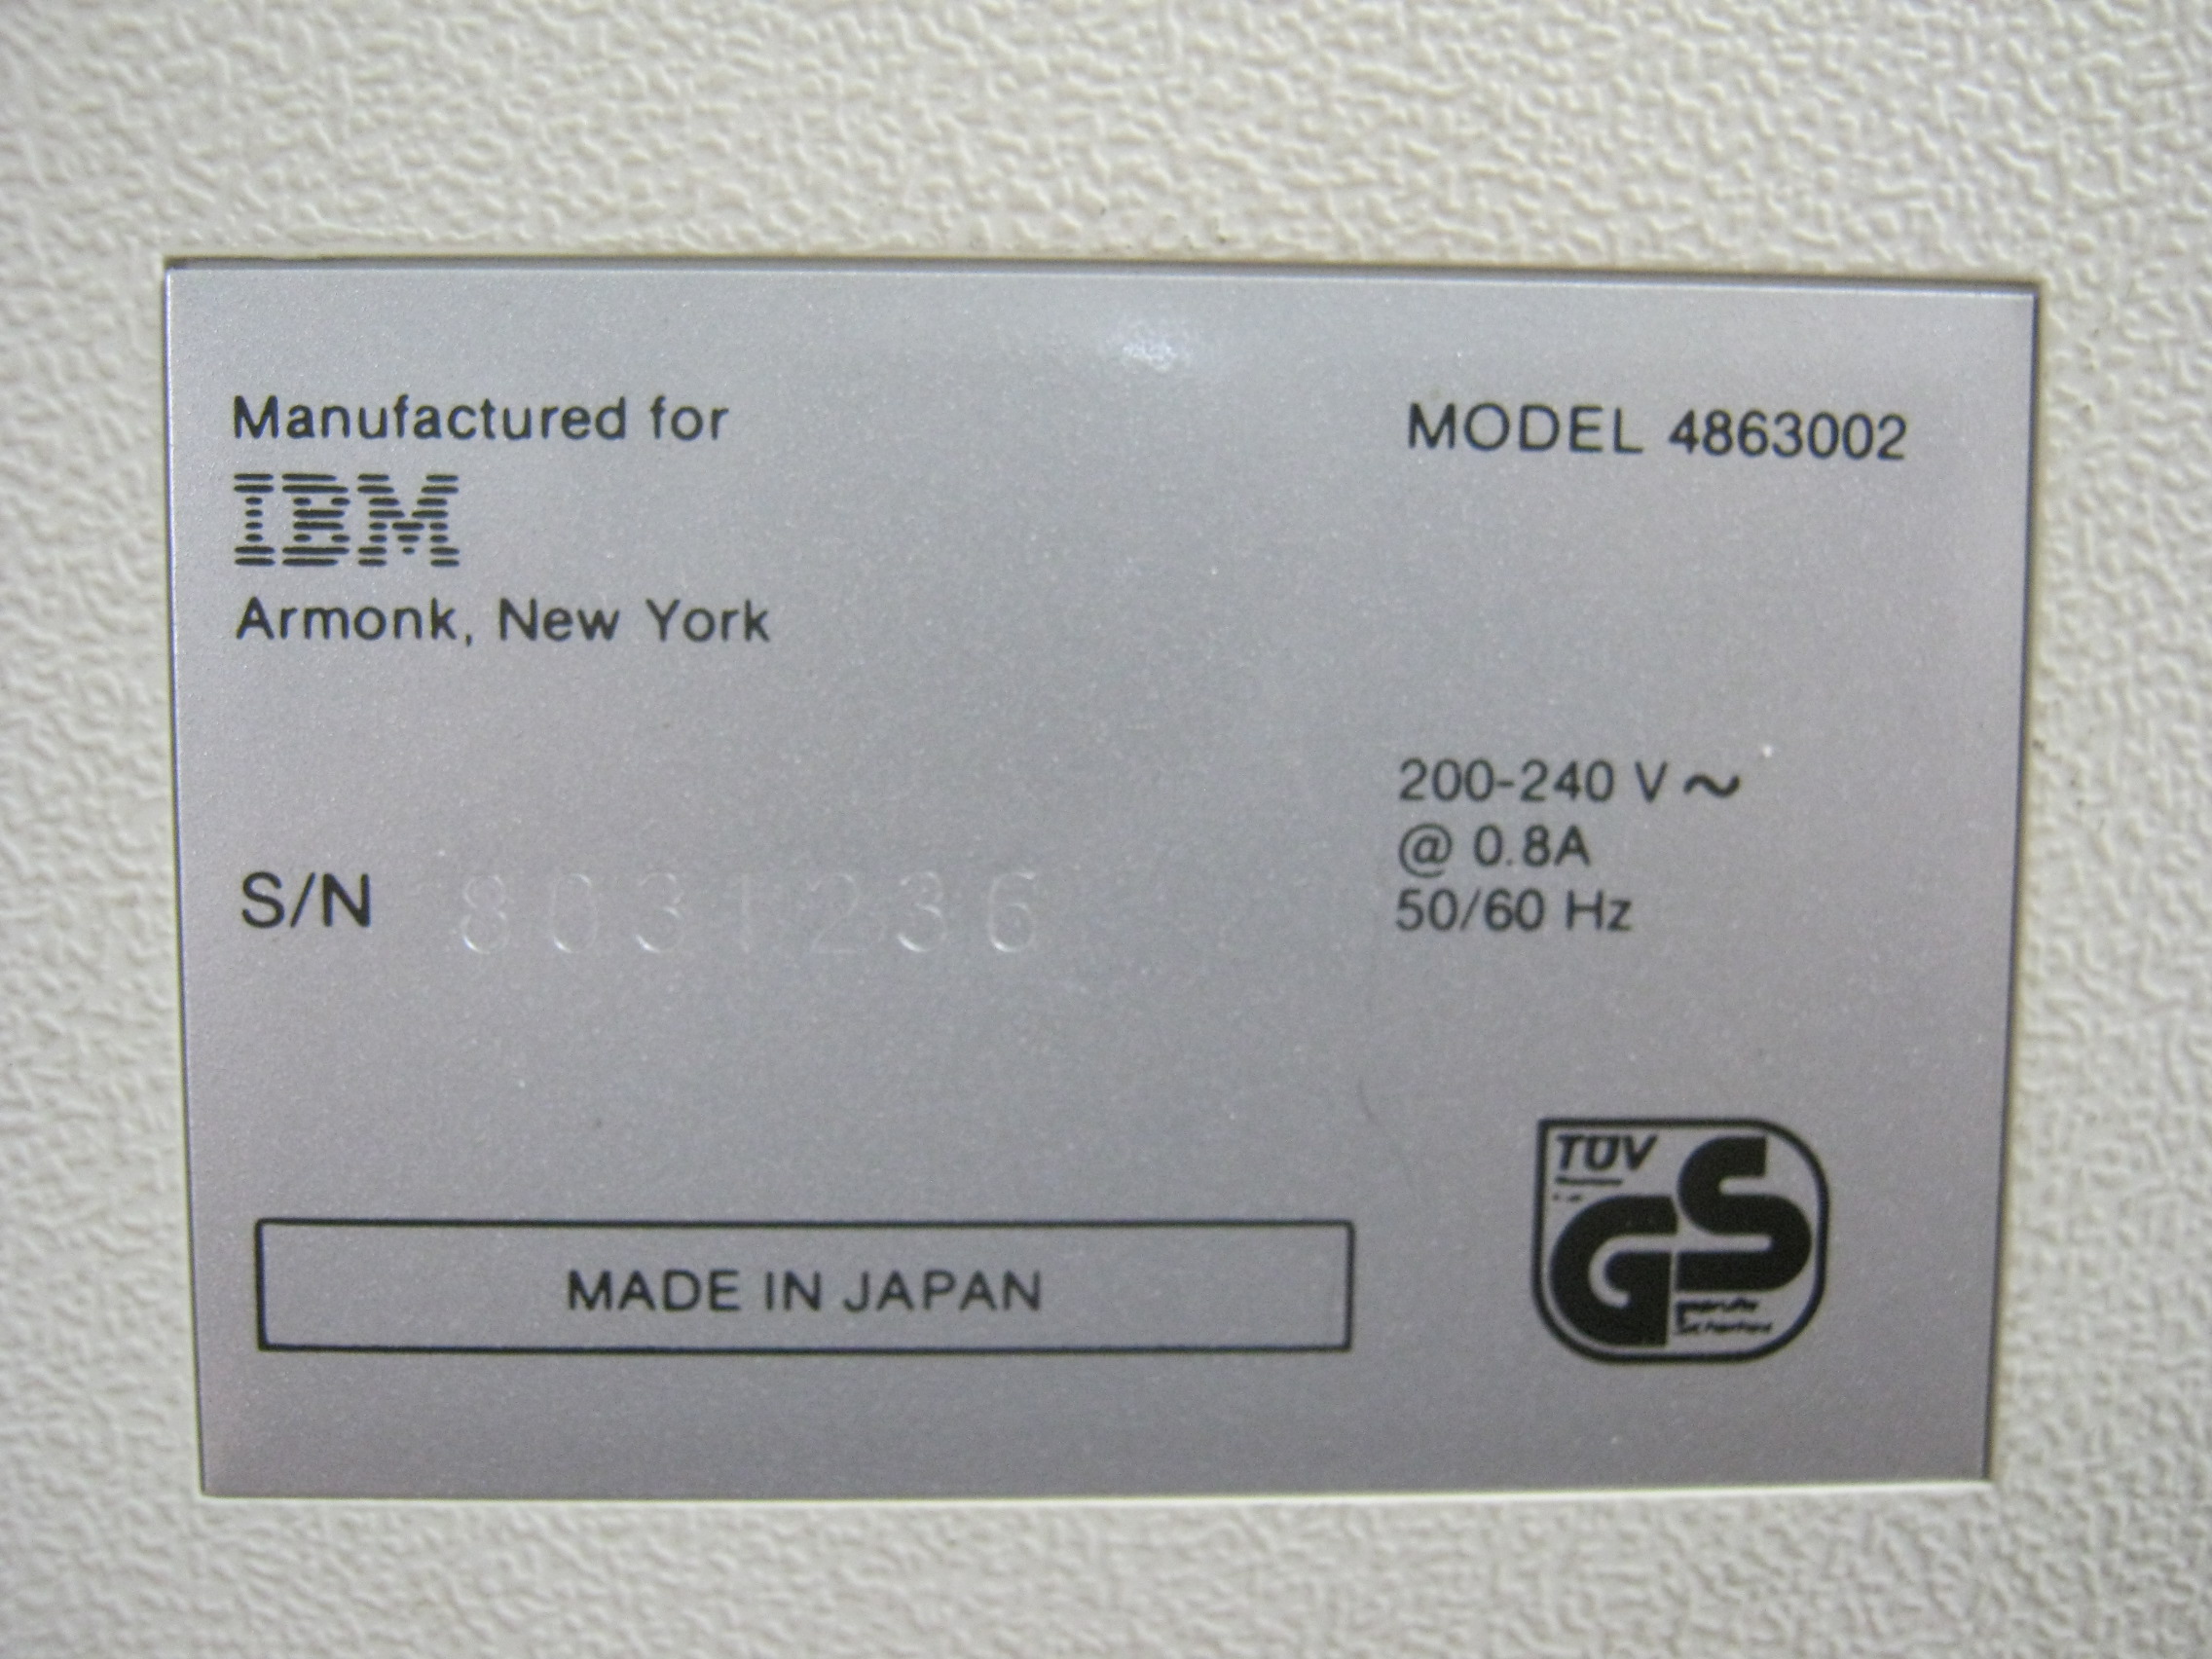 Manufactured for
IBM
Armonk, New York
MODEL 4863002
200-240 V ~
@ 0.8A
50/60 Hz
S/N 8031236
MADE IN JAPAN
TÜV
GS